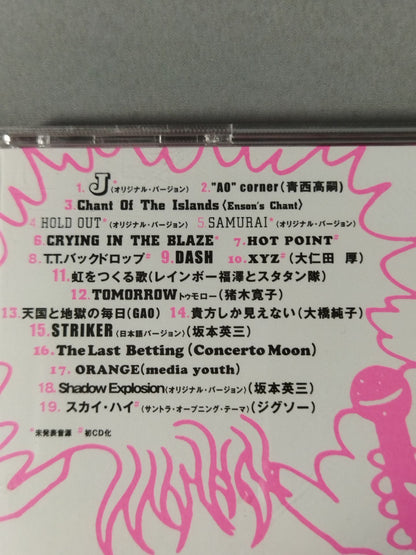 1. J*(オリジナル・バージョン) 2. "AO" corner(青西高嗣)
3. Chant Of The Islands〈Enson's Chant〉
4. HOLD OUT*(オリジナル・バージョン) 5. SAMURAI*(オリジナル・バージョン)
6. CRYING IN THE BLAZE* 7. HOT POINT#
8. T.T.バックドロップ# 9. DASH 10. XYZ#(大仁田 厚)
11. 虹をつくる歌(レインボー福澤とスタタン隊)
12. TOMORROW トゥモロー(猪木寛子)
13. 天国と地獄の毎日(GAO) 14. 貴方しか見えない(大橋純子)
15. STRIKER(日本語バージョン)(坂本英三)
16. The Last Betting(Concerto Moon)
17. ORANGE(media youth)
18. Shadow Explosion(オリジナル・バージョン)(坂本英三)
19. スカイ・ハイ#(サントラ・オープニング・テーマ)(ジグソー)
*未発表音源 #初CD化